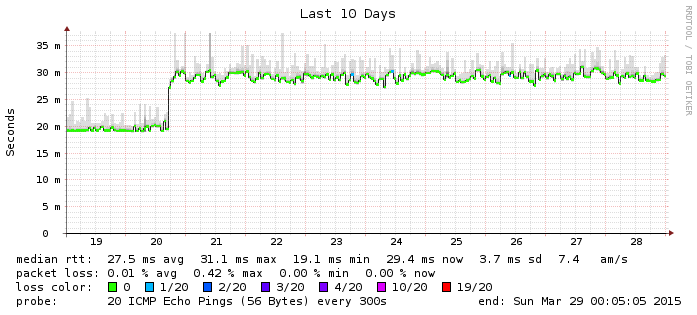 Last 10 Days
RRDTOOL / TOBI OETIKER
Seconds
35 m
30 m
25 m
20 m
15 m
10 m
5 m
0
19 20 21 22 23 24 25 26 27 28
median rtt: 27.5 ms avg 31.1 ms max 19.1 ms min 29.4 ms now 3.7 ms sd 7.4 am/s
packet loss: 0.01 % avg 0.42 % max 0.00 % min 0.00 % now
loss color: 0 1/20 2/20 3/20 4/20 10/20 19/20
probe: 20 ICMP Echo Pings (56 Bytes) every 300s end: Sun Mar 29 00:05:05 2015